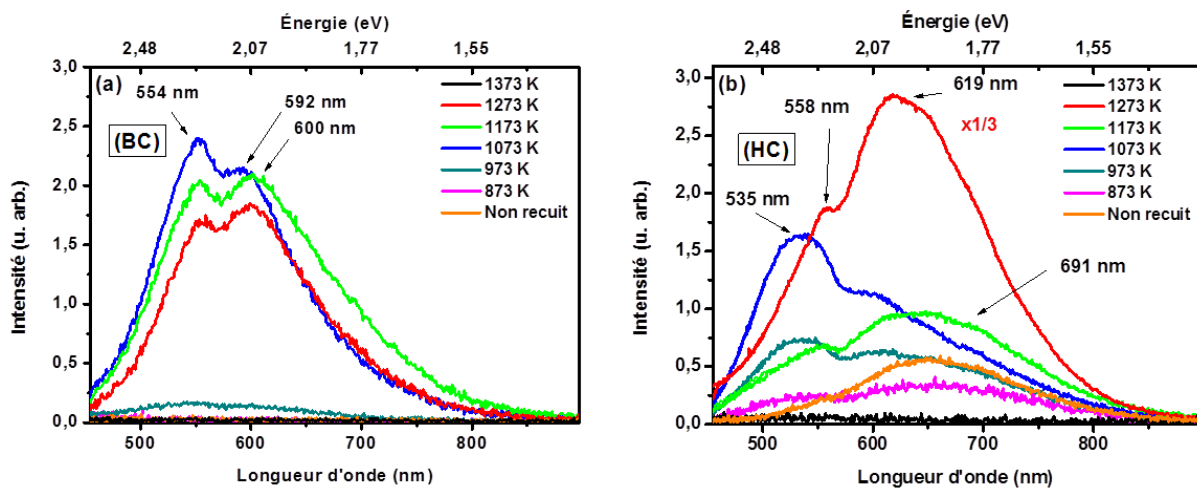 Énergie (eV)
2,48 2,07 1,77 1,55
3,0
2,5
2,0
1,5
1,0
0,5
0,0
Intensité (u. arb.)
(a)
554 nm
592 nm
600 nm
(BC)
1373 K
1273 K
1173 K
1073 K
973 K
873 K
Non recuit
500 600 700 800
Longueur d'onde (nm)
Énergie (eV)
2,48 2,07 1,77 1,55
3,0
2,5
2,0
1,5
1,0
0,5
0,0
Intensité (u. arb.)
(b)
619 nm
558 nm
x1/3
(HC)
535 nm
691 nm
1373 K
1273 K
1173 K
1073 K
973 K
873 K
Non recuit
500 600 700 800
Longueur d'onde (nm)